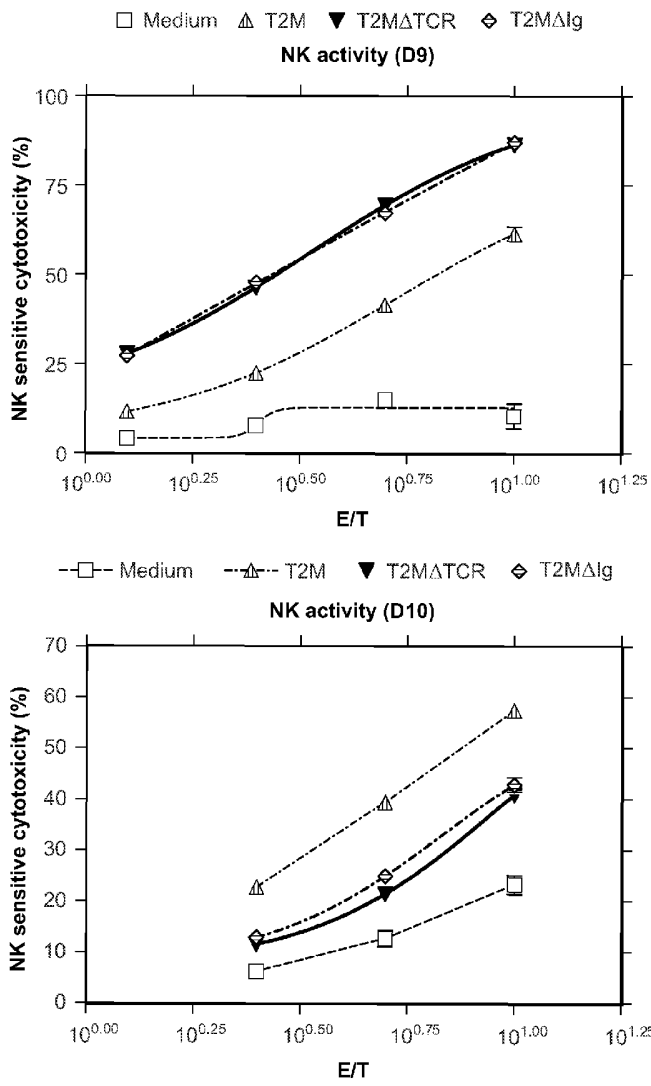 Medium T2M T2MΔTCR T2MΔIg
NK activity (D9)
NK sensitive cytotoxicity (%)
100
75
50
25
0
10^0.00 10^0.25 10^0.50 10^0.75 10^1.00 10^1.25
E/T
Medium T2M T2MΔTCR T2MΔIg
NK activity (D10)
NK sensitive cytotoxicity (%)
70
60
50
40
30
20
10
0
10^0.00 10^0.25 10^0.50 10^0.75 10^1.00 10^1.25
E/T